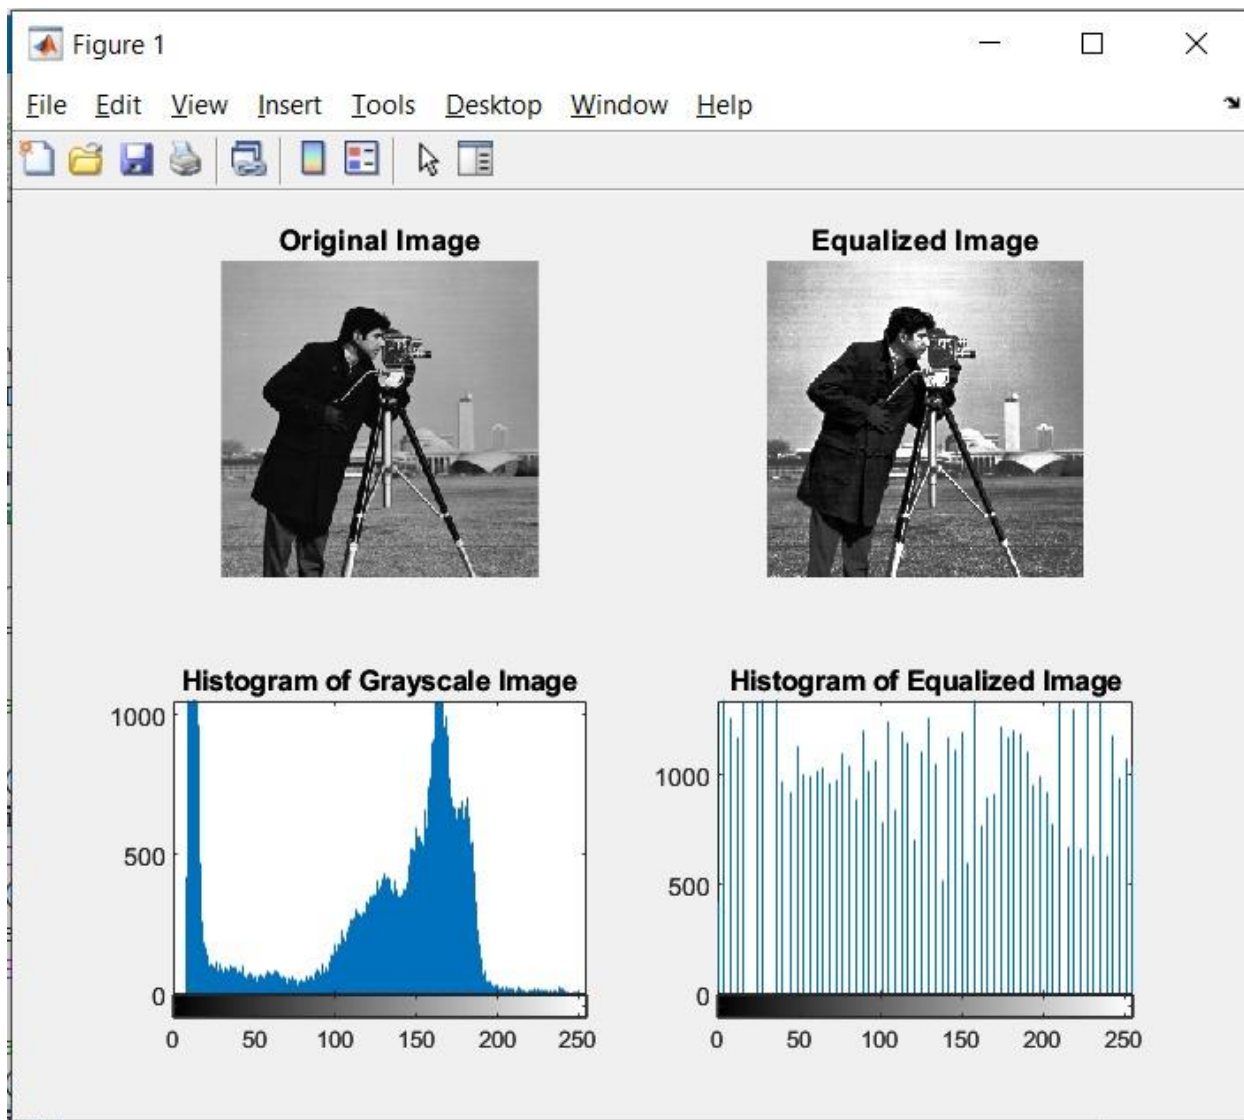 Figure 1
File Edit View Insert Tools Desktop Window Help
Original Image
Equalized Image
Histogram of Grayscale Image
1000
500
0
0 50 100 150 200 250
Histogram of Equalized Image
1000
500
0
0 50 100 150 200 250